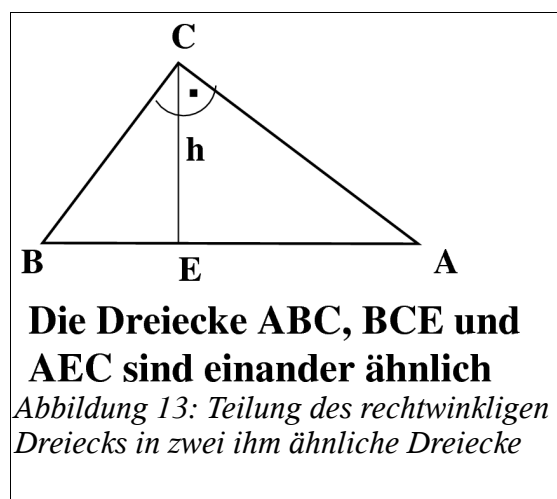 C
h
B
E
A
Die Dreiecke ABC, BCE und
AEC sind einander ähnlich
Abbildung 13: Teilung des rechtwinkligen
Dreiecks in zwei ihm ähnliche Dreiecke